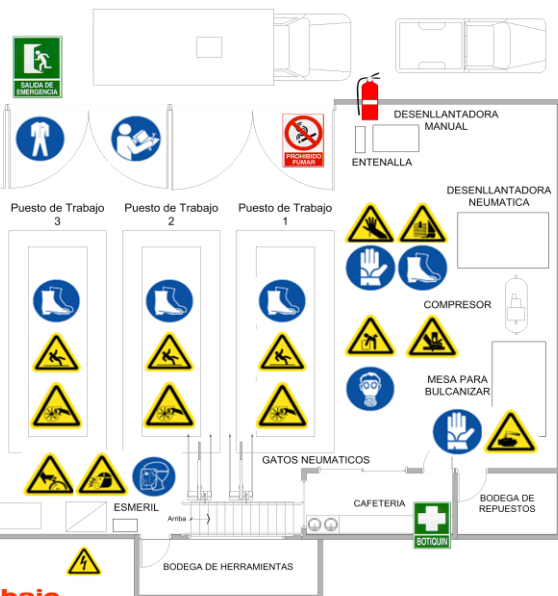 SALIDA DE
EMERGENCIA
PROHIBIDO
FUMAR
DESENLLANTADORA
MANUAL
ENTENALLA
Puesto de Trabajo
3
Puesto de Trabajo
2
Puesto de Trabajo
1
DESENLLANTADORA
NEUMATICA
COMPRESOR
MESA PARA
BULCANIZAR
GATOS NEUMATICOS
ESMERIL
Arriba
CAFETERIA
BOTIQUIN
BODEGA DE
REPUESTOS
BODEGA DE HERRAMIENTAS